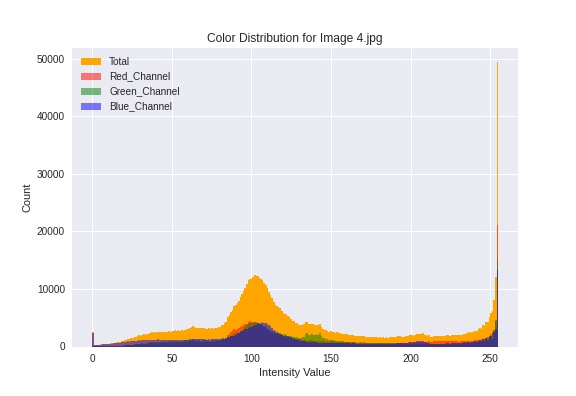 Color Distribution for Image 4.jpg
Total
Red_Channel
Green_Channel
Blue_Channel
50000
40000
30000
20000
10000
0
Count
0 50 100 150 200 250
Intensity Value